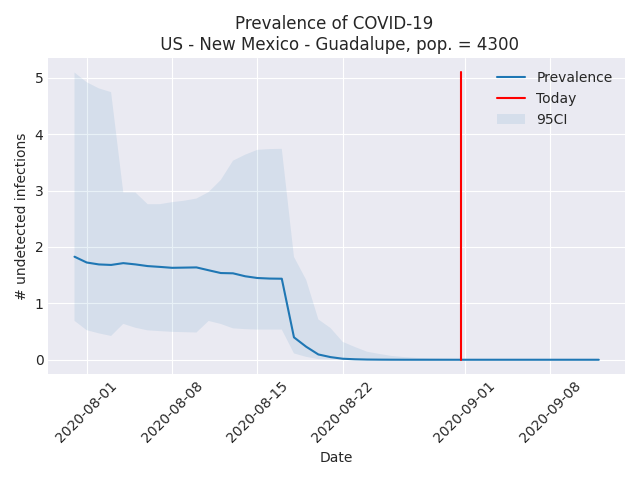 Prevalence of COVID-19
US - New Mexico - Guadalupe, pop. = 4300
Prevalence
Today
95CI
# undetected infections
5
4
3
2
1
0
2020-08-01
2020-08-08
2020-08-15
2020-08-22
2020-09-01
2020-09-08
Date